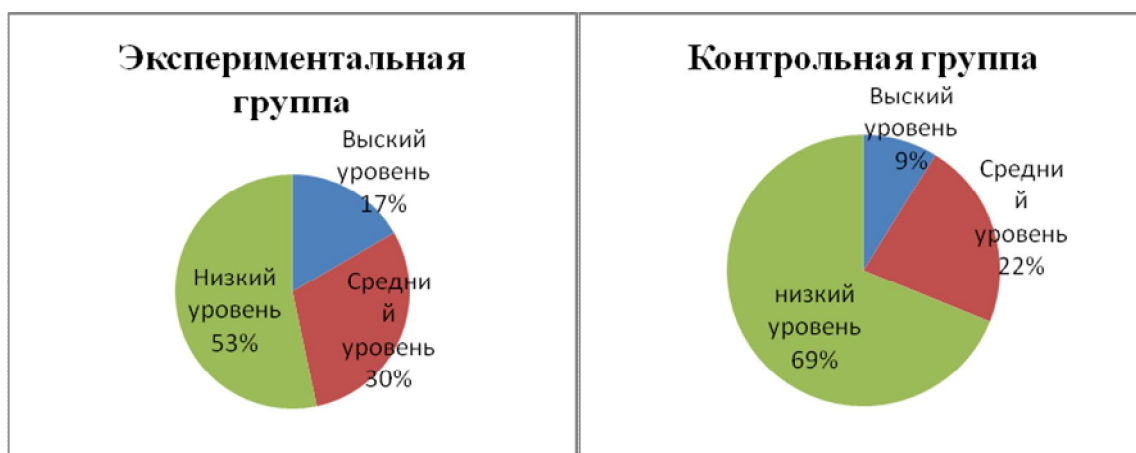 Экспериментальная
группа
Выский
уровень
17%
Средни
й
уровень
30%
Низкий
уровень
53%
Контрольная группа
Выский
уровень
9%
Средни
й
уровень
22%
низкий
уровень
69%